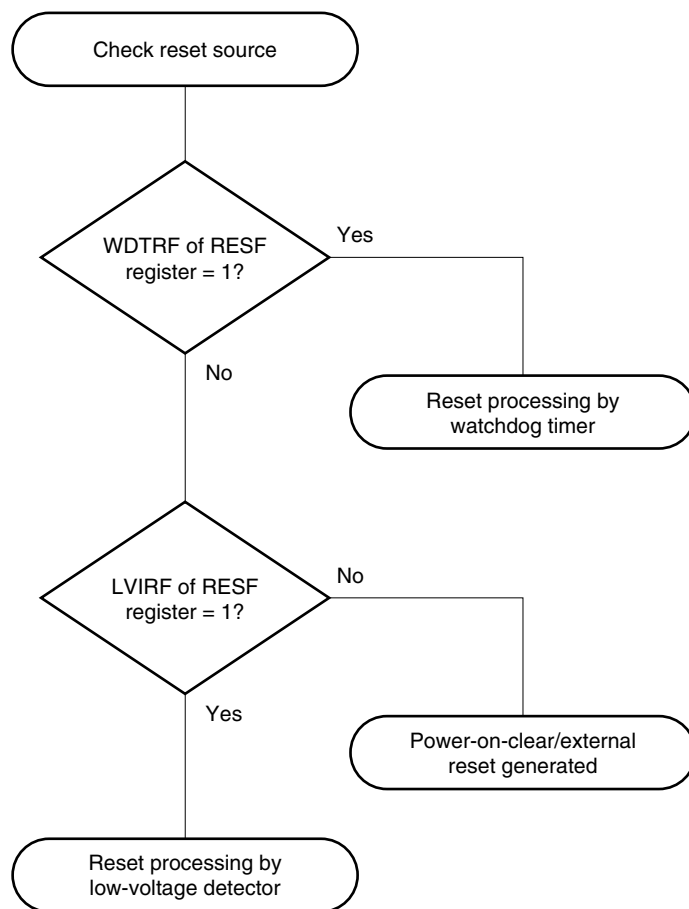 Check reset source
WDTRF of RESF
register = 1?
Yes
No
Reset processing by
watchdog timer
LVIRF of RESF
register = 1?
No
Yes
Power-on-clear/external
reset generated
Reset processing by
low-voltage detector